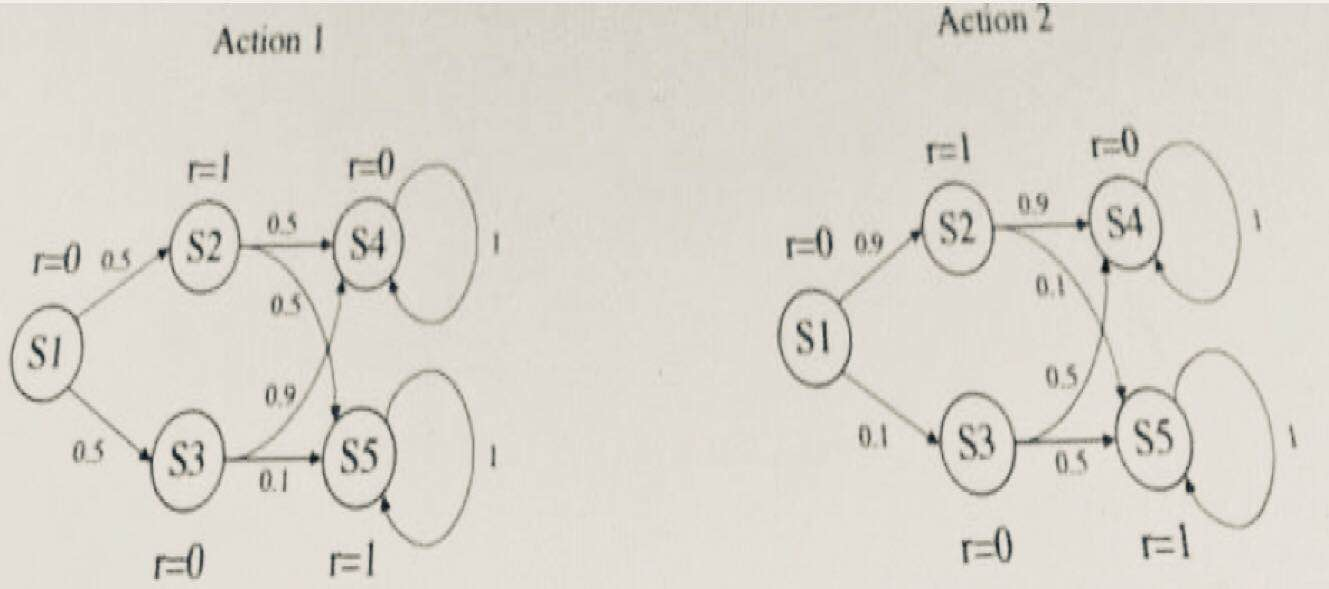 Action 1
Action 2
r=1
r=0
r=1
r=0
S2
0.5
S4
1
r=0
0.5
0.5
S1
0.9
0.5
S3
0.1
S5
1
r=0
r=1
r=0
0.9
S2
0.9
S4
1
0.1
S1
0.5
0.1
S3
0.5
S5
1
r=0
r=1